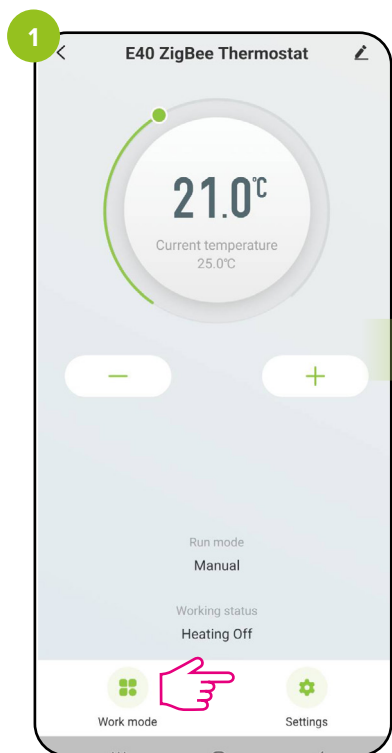 1
E40 ZigBee Thermostat
21.0℃
Current temperature
25.0℃
Run mode
Manual
Working status
Heating Off
Work mode
Settings